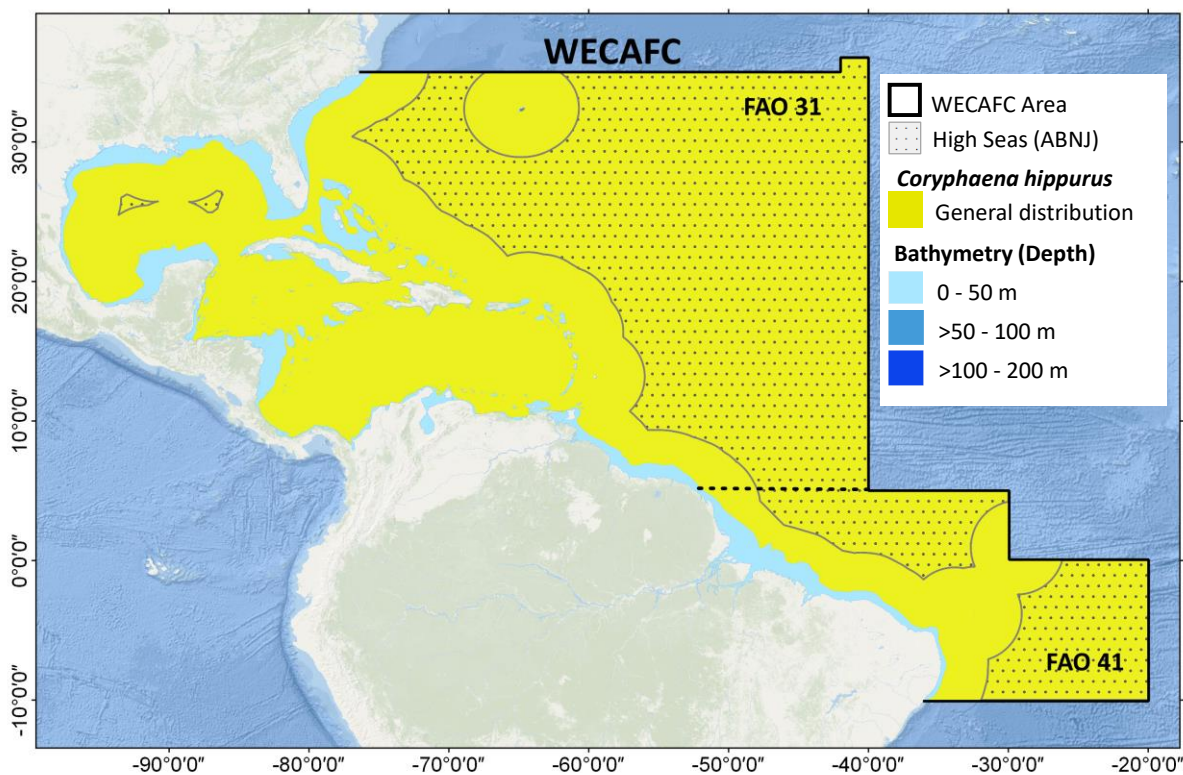 WECAFC
FAO 31
WECAFC Area
High Seas (ABNJ)
Coryphaena hippurus
General distribution
Bathymetry (Depth)
0 - 50 m
>50 - 100 m
>100 - 200 m
FAO 41
30°0'0"
20°0'0"
10°0'0"
0°0'0"
-10°0'0"
-90°0'0"
-80°0'0"
-70°0'0"
-60°0'0"
-50°0'0"
-40°0'0"
-30°0'0"
-20°0'0"